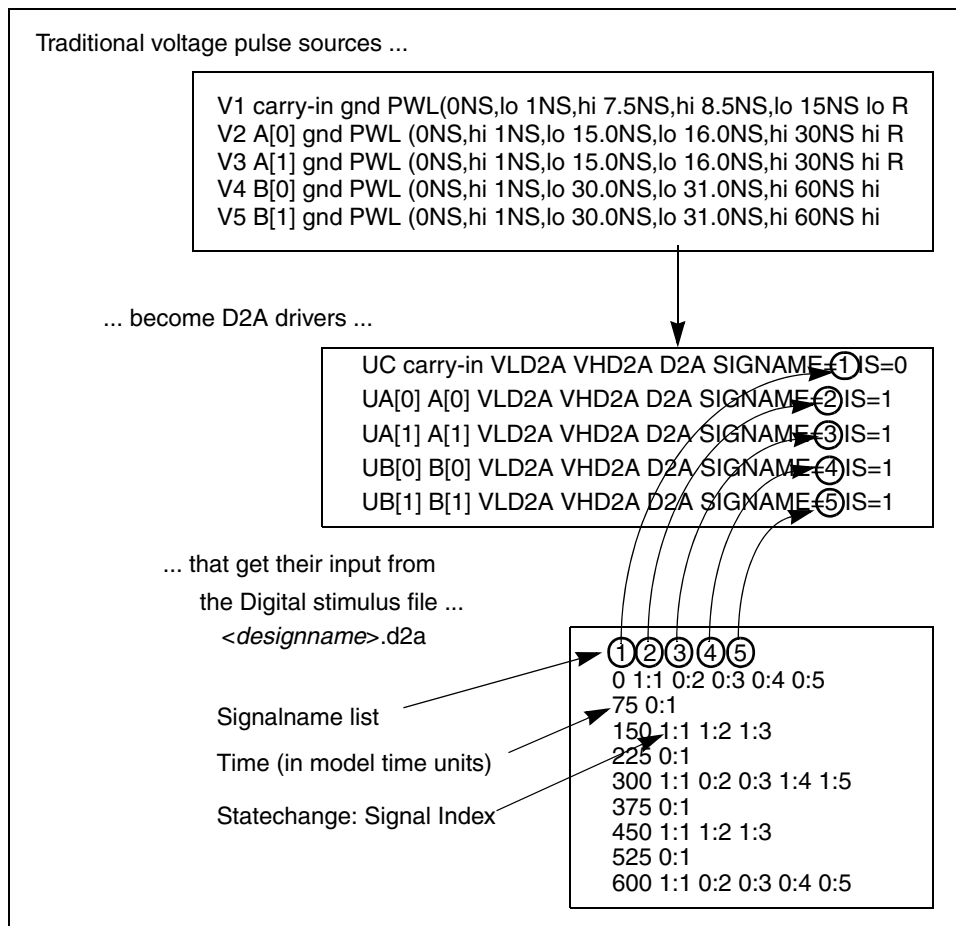 Traditional voltage pulse sources ...
V1 carry-in gnd PWL(0NS,lo 1NS,hi 7.5NS,hi 8.5NS,lo 15NS lo R
V2 A[0] gnd PWL (0NS,hi 1NS,lo 15.0NS,lo 16.0NS,hi 30NS hi R
V3 A[1] gnd PWL (0NS,hi 1NS,lo 15.0NS,lo 16.0NS,hi 30NS hi R
V4 B[0] gnd PWL (0NS,hi 1NS,lo 30.0NS,lo 31.0NS,hi 60NS hi
V5 B[1] gnd PWL (0NS,hi 1NS,lo 30.0NS,lo 31.0NS,hi 60NS hi
... become D2A drivers ...
UC carry-in VLD2A VHD2A D2A SIGNAME=1 IS=0
UA[0] A[0] VLD2A VHD2A D2A SIGNAME=2 IS=1
UA[1] A[1] VLD2A VHD2A D2A SIGNAME=3 IS=1
UB[0] B[0] VLD2A VHD2A D2A SIGNAME=4 IS=1
UB[1] B[1] VLD2A VHD2A D2A SIGNAME=5 IS=1
... that get their input from
the Digital stimulus file ...
<designname>.d2a
1 2 3 4 5
0 1:1 0:2 0:3 0:4 0:5
75 0:1
150 1:1 1:2 1:3
225 0:1
300 1:1 0:2 0:3 1:4 1:5
375 0:1
450 1:1 1:2 1:3
525 0:1
600 1:1 0:2 0:3 0:4 0:5
Signalname list
Time (in model time units)
Statechange: Signal Index